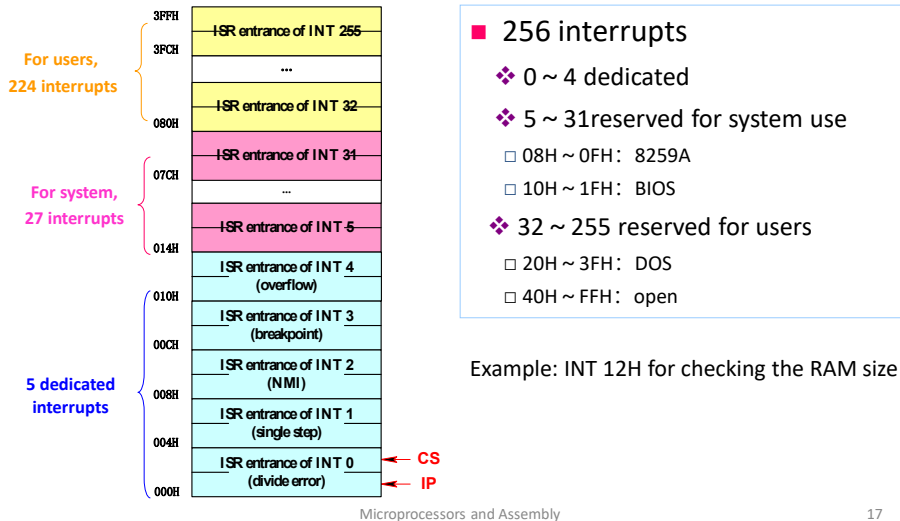 3FFH
ISR entrance of INT 255
3FCH
For users,
224 interrupts
...
ISR entrance of INT 32
080H
ISR entrance of INT 31
07CH
For system,
27 interrupts
...
ISR entrance of INT 5
014H
ISR entrance of INT 4
(overflow)
010H
ISR entrance of INT 3
(breakpoint)
00CH
ISR entrance of INT 2
(NMI)
5 dedicated
interrupts
008H
ISR entrance of INT 1
(single step)
004H
ISR entrance of INT 0
(divide error)
CS
IP
000H
256 interrupts
0 ~ 4 dedicated
5 ~ 31reserved for system use
08H ~ 0FH: 8259A
10H ~ 1FH: BIOS
32 ~ 255 reserved for users
20H ~ 3FH: DOS
40H ~ FFH: open
Example: INT 12H for checking the RAM size
Microprocessors and Assembly
17